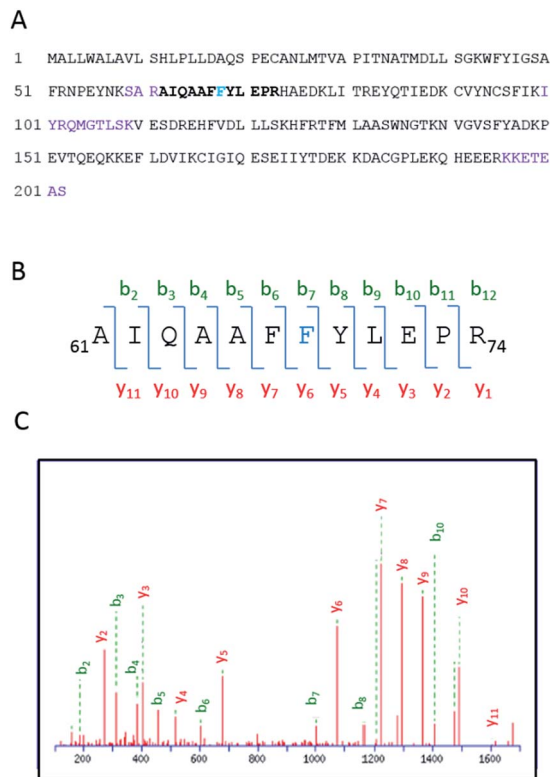 A
1 MALLWALAVL SHLPLLDAQS PECANLMTVA PITNATMDLL SGKWFYIGSA
51 FRNPEYNKSA RAIQAAFFYL EPRHAEDKLI TREYQTIEDK CVYNCSFIKI
101 YRQMGTLSKV ESDREHFVDL LLSKHFRTFM LAASWNGTKN VGVSFYADKP
151 EVTQEQKKEF LDVIKCIGIQ ESEIIYTDEK KDACGPLEKQ HEEERKKETE
201 AS
B
b2 b3 b4 b5 b6 b7 b8 b9 b10 b11 b12
61 A I Q A A F F Y L E P R 74
y11 y10 y9 y8 y7 y6 y5 y4 y3 y2 y1
C
b2 y2 b3 b4 y3 b5 y4 b6 y5 b7 y6 b8 y7 y8 y9 b10 y10 y11
200 400 600 800 1000 1200 1400 1600